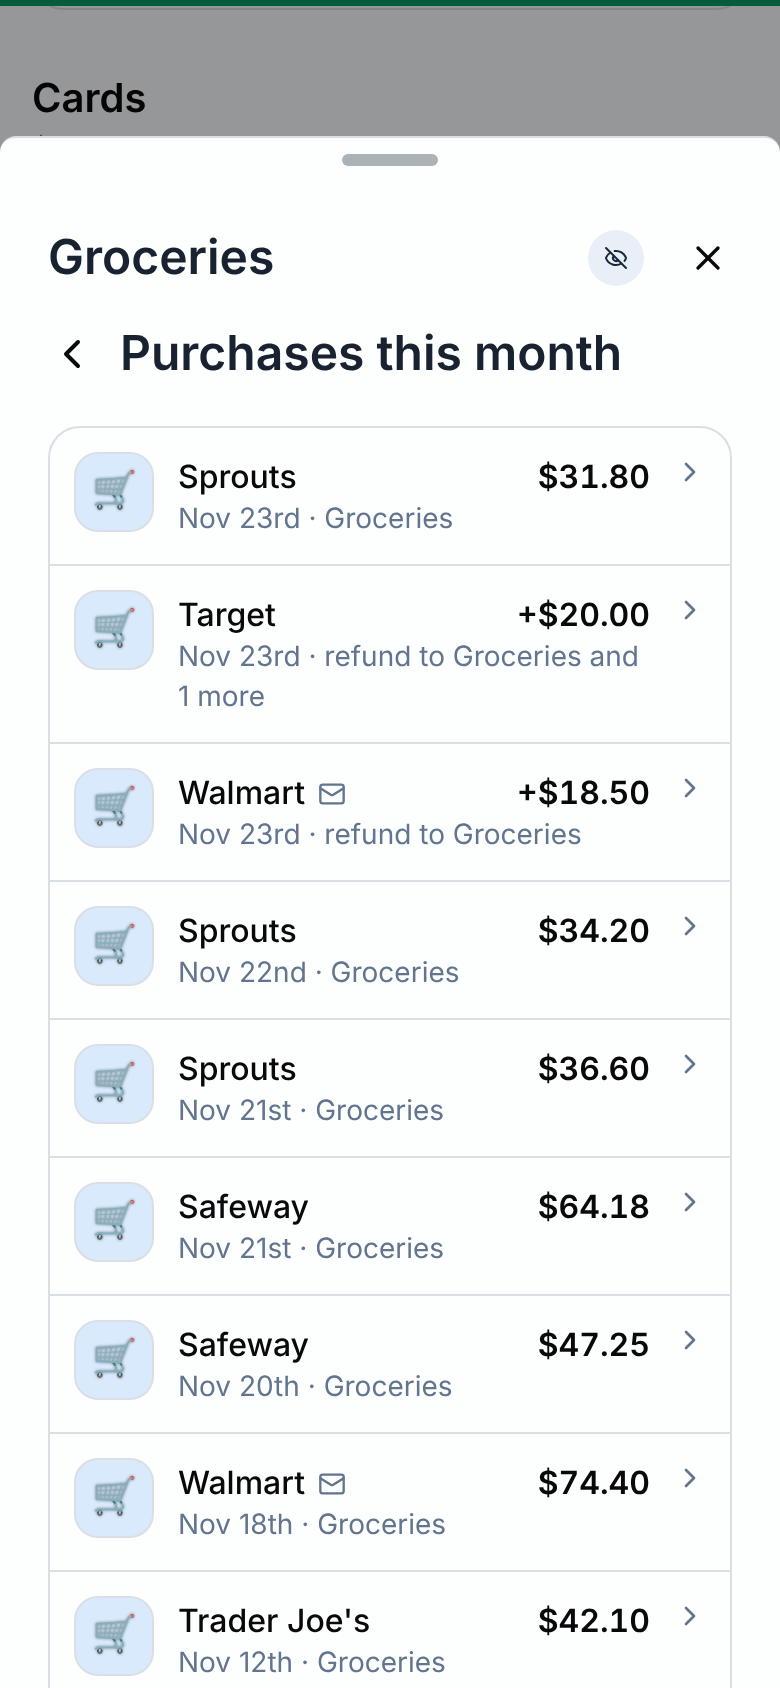 Cards
Groceries
Purchases this month
Sprouts $31.80
Nov 23rd · Groceries
Target +$20.00
Nov 23rd · refund to Groceries and
1 more
Walmart +$18.50
Nov 23rd · refund to Groceries
Sprouts $34.20
Nov 22nd · Groceries
Sprouts $36.60
Nov 21st · Groceries
Safeway $64.18
Nov 21st · Groceries
Safeway $47.25
Nov 20th · Groceries
Walmart $74.40
Nov 18th · Groceries
Trader Joe's $42.10
Nov 12th · Groceries